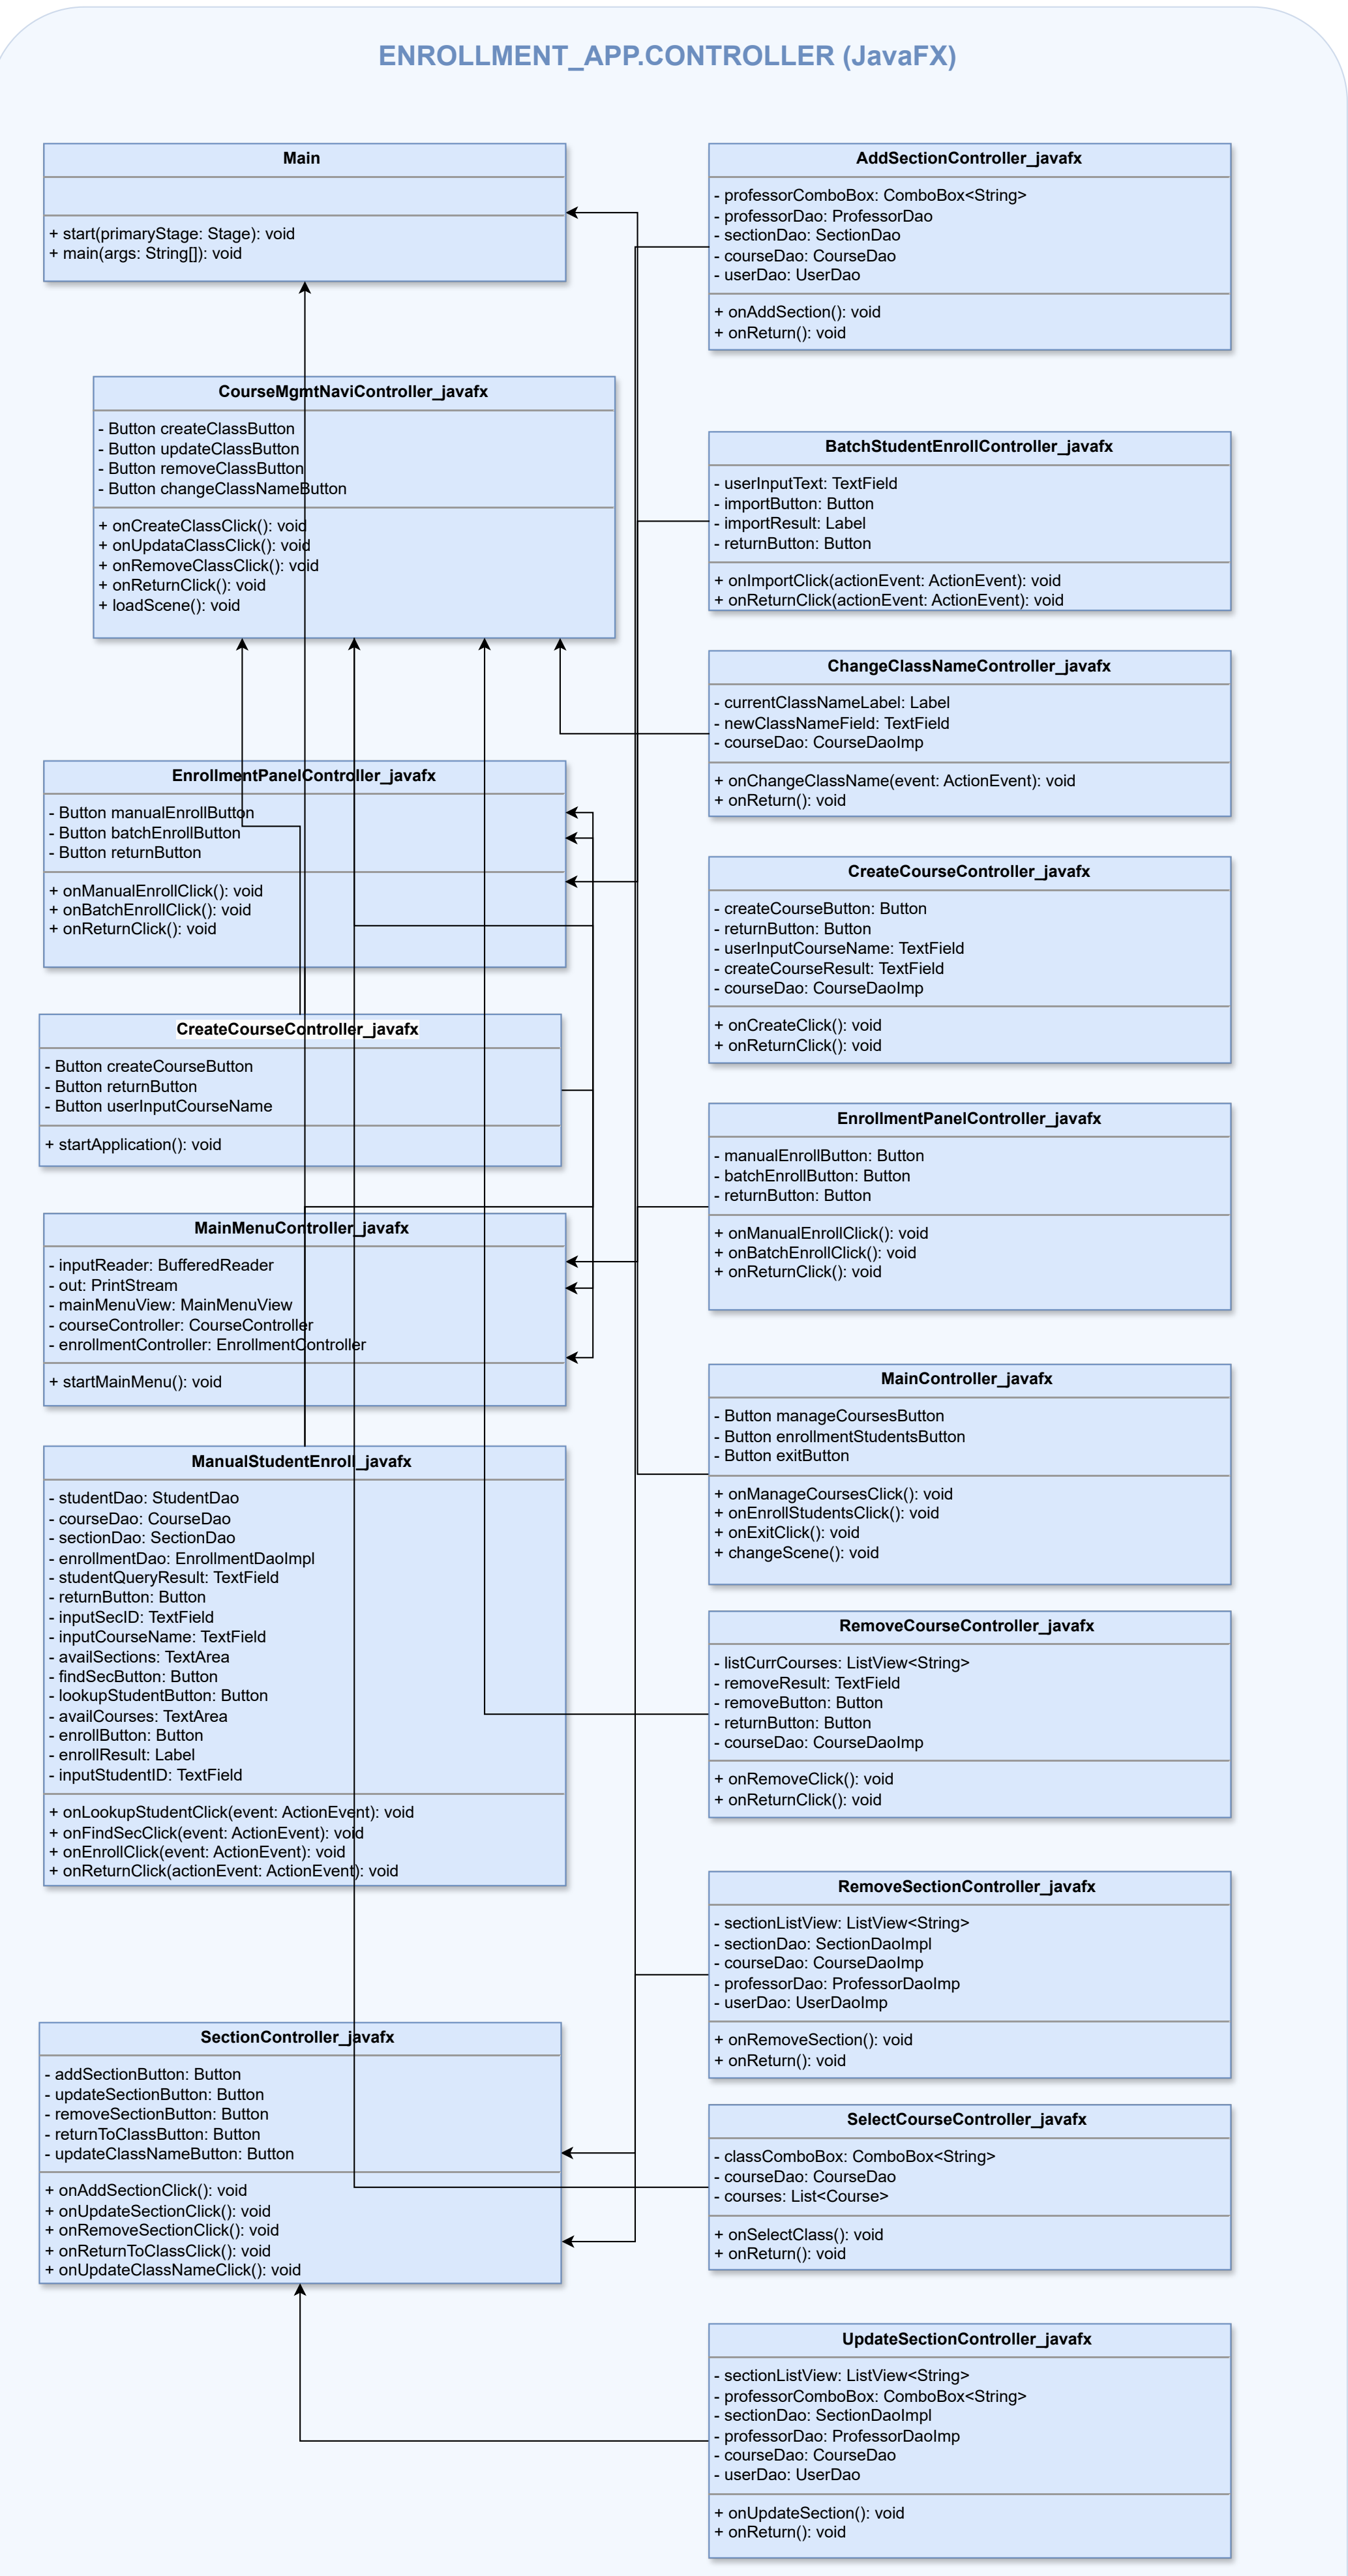 ENROLLMENT_APP.CONTROLLER (JavaFX)
Main
+ start(primaryStage: Stage): void
+ main(args: String[]): void
CourseMgmtNaviController_javafx
- Button createClassButton
- Button updateClassButton
- Button removeClassButton
- Button changeClassNameButton
+ onCreateClassClick(): void
+ onUpdataClassClick(): void
+ onRemoveClassClick(): void
+ onReturnClick(): void
+ loadScene(): void
EnrollmentPanelController_javafx
- Button manualEnrollButton
- Button batchEnrollButton
- Button returnButton
+ onManualEnrollClick(): void
+ onBatchEnrollClick(): void
+ onReturnClick(): void
CreateCourseController_javafx
- Button createCourseButton
- Button returnButton
- Button userInputCourseName
+ startApplication(): void
MainMenuController_javafx
- inputReader: BufferedReader
- out: PrintStream
- mainMenuView: MainMenuView
- courseController: CourseController
- enrollmentController: EnrollmentController
+ startMainMenu(): void
ManualStudentEnroll_javafx
- studentDao: StudentDao
- courseDao: CourseDao
- sectionDao: SectionDao
- enrollmentDao: EnrollmentDaoImpl
- studentQueryResult: TextField
- returnButton: Button
- inputSecID: TextField
- inputCourseName: TextField
- availSections: TextArea
- findSecButton: Button
- lookupStudentButton: Button
- availCourses: TextArea
- enrollButton: Button
- enrollResult: Label
- inputStudentID: TextField
+ onLookupStudentClick(event: ActionEvent): void
+ onFindSecClick(event: ActionEvent): void
+ onEnrollClick(event: ActionEvent): void
+ onReturnClick(actionEvent: ActionEvent): void
SectionController_javafx
- addSectionButton: Button
- updateSectionButton: Button
- removeSectionButton: Button
- returnToClassButton: Button
- updateClassNameButton: Button
+ onAddSectionClick(): void
+ onUpdateSectionClick(): void
+ onRemoveSectionClick(): void
+ onReturnToClassClick(): void
+ onUpdateClassNameClick(): void
AddSectionController_javafx
- professorComboBox: ComboBox<String>
- professorDao: ProfessorDao
- sectionDao: SectionDao
- courseDao: CourseDao
- userDao: UserDao
+ onAddSection(): void
+ onReturn(): void
BatchStudentEnrollController_javafx
- userInputText: TextField
- importButton: Button
- importResult: Label
- returnButton: Button
+ onImportClick(actionEvent: ActionEvent): void
+ onReturnClick(actionEvent: ActionEvent): void
ChangeClassNameController_javafx
- currentClassNameLabel: Label
- newClassNameField: TextField
- courseDao: CourseDaoImp
+ onChangeClassName(event: ActionEvent): void
+ onReturn(): void
CreateCourseController_javafx
- createCourseButton: Button
- returnButton: Button
- userInputCourseName: TextField
- createCourseResult: TextField
- courseDao: CourseDaoImp
+ onCreateClick(): void
+ onReturnClick(): void
EnrollmentPanelController_javafx
- manualEnrollButton: Button
- batchEnrollButton: Button
- returnButton: Button
+ onManualEnrollClick(): void
+ onBatchEnrollClick(): void
+ onReturnClick(): void
MainController_javafx
- Button manageCoursesButton
- Button enrollmentStudentsButton
- Button exitButton
+ onManageCoursesClick(): void
+ onEnrollStudentsClick(): void
+ onExitClick(): void
+ changeScene(): void
RemoveCourseController_javafx
- listCurrCourses: ListView<String>
- removeResult: TextField
- removeButton: Button
- returnButton: Button
- courseDao: CourseDaoImp
+ onRemoveClick(): void
+ onReturnClick(): void
RemoveSectionController_javafx
- sectionListView: ListView<String>
- sectionDao: SectionDaoImpl
- courseDao: CourseDaoImp
- professorDao: ProfessorDaoImp
- userDao: UserDaoImp
+ onRemoveSection(): void
+ onReturn(): void
SelectCourseController_javafx
- classComboBox: ComboBox<String>
- courseDao: CourseDao
- courses: List<Course>
+ onSelectClass(): void
+ onReturn(): void
UpdateSectionController_javafx
- sectionListView: ListView<String>
- professorComboBox: ComboBox<String>
- sectionDao: SectionDaoImpl
- professorDao: ProfessorDaoImp
- courseDao: CourseDao
- userDao: UserDao
+ onUpdateSection(): void
+ onReturn(): void